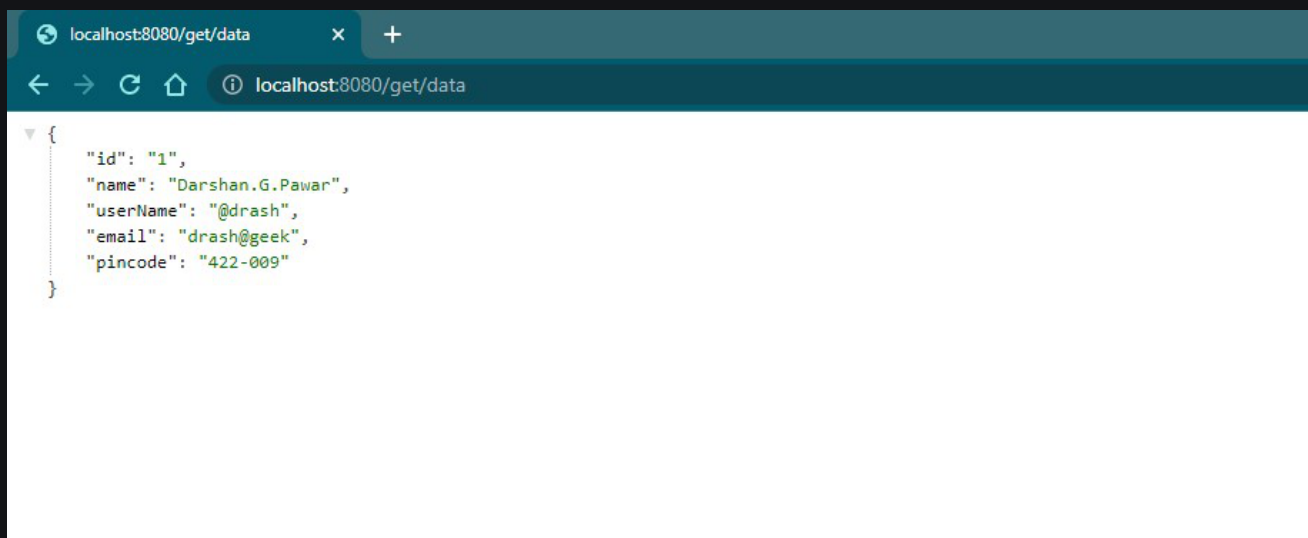 localhost:8080/get/data
localhost:8080/get/data
{
"id": "1",
"name": "Darshan.G.Pawar",
"userName": "@drash",
"email": "drash@geek",
"pincode": "422-009"
}